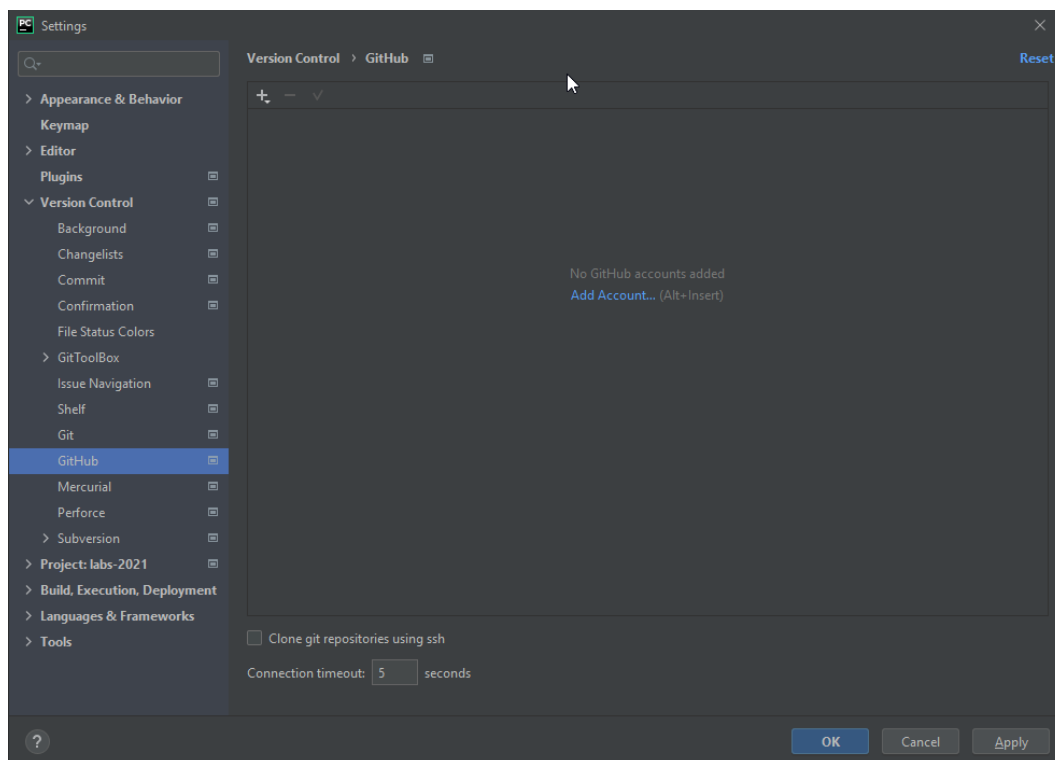 PC Settings
Version Control > GitHub
Reset
Appearance & Behavior
Keymap
Editor
Plugins
Version Control
Background
Changelists
Commit
Confirmation
File Status Colors
GitToolBox
Issue Navigation
Shelf
Git
GitHub
Mercurial
Perforce
Subversion
Project: labs-2021
Build, Execution, Deployment
Languages & Frameworks
Tools
No GitHub accounts added
Add Account... (Alt+Insert)
Clone git repositories using ssh
Connection timeout: 5 seconds
?
OK Cancel Apply